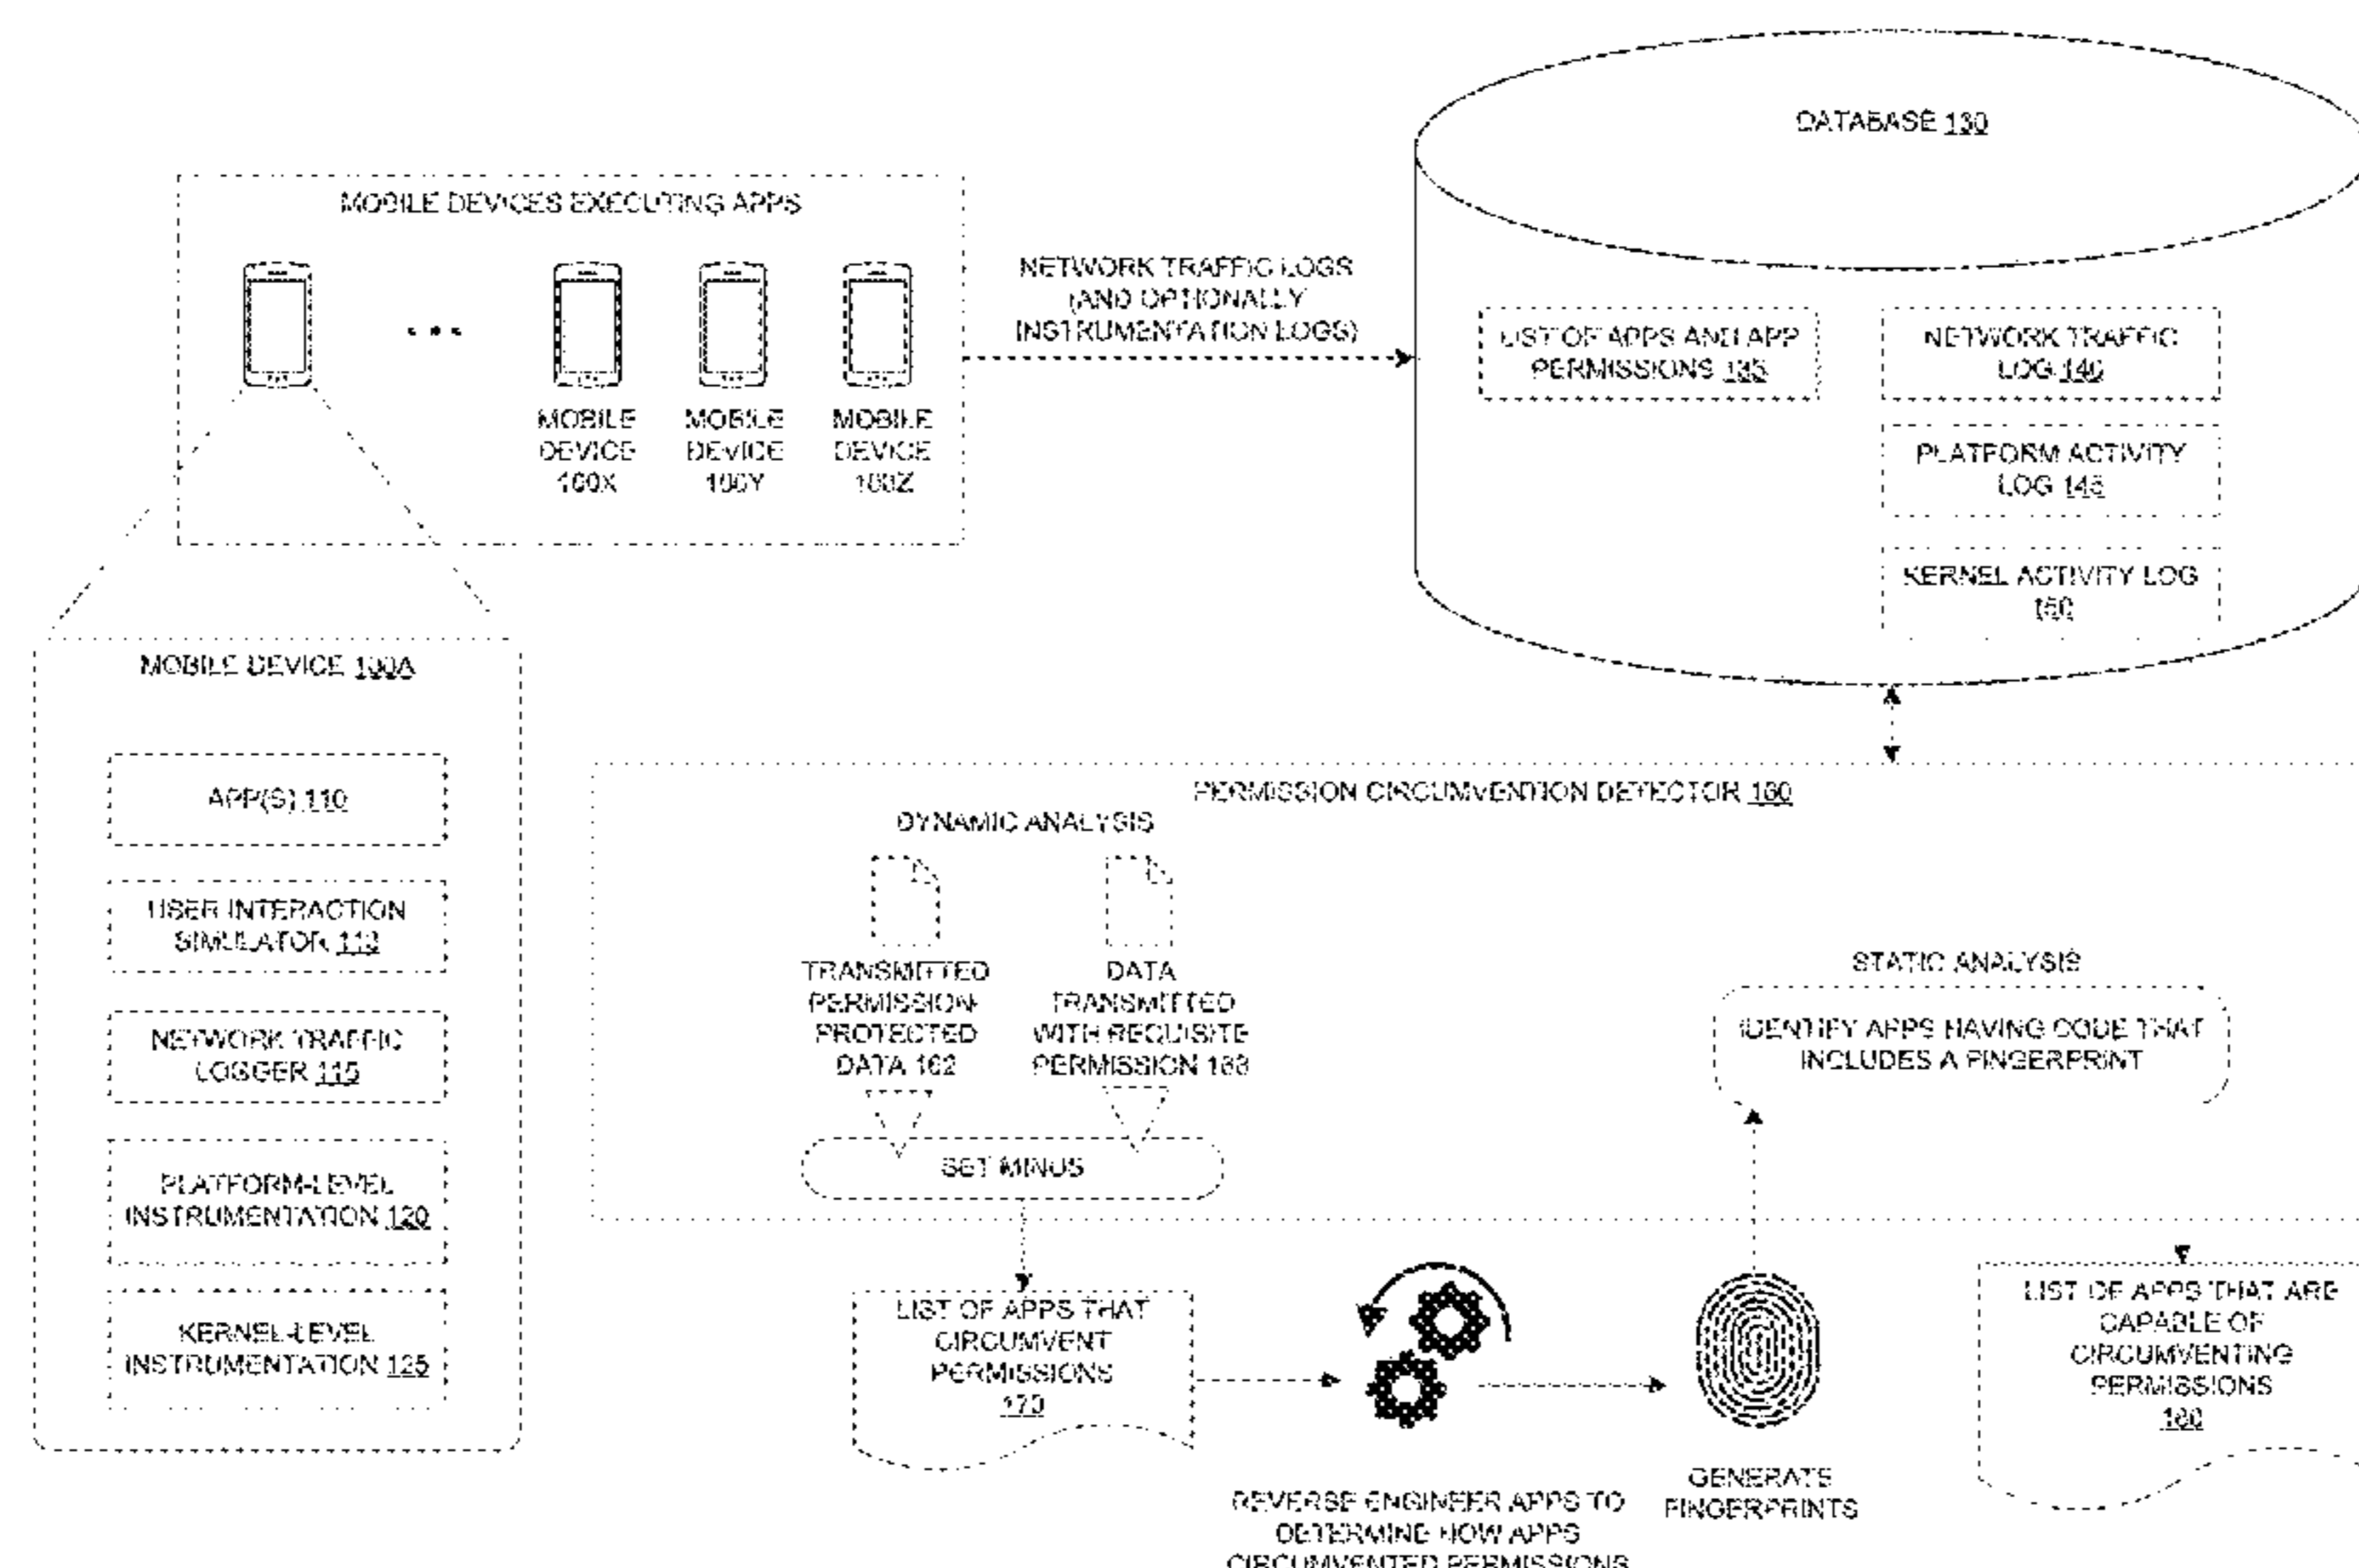 DATABASE 130
MOBILE DEVICES EXECUTING APPS
MOBILE
DEVICE
100X
MOBILE
DEVICE
100Y
MOBILE
DEVICE
100Z
NETWORK TRAFFIC LOGS
(AND OPTIONALLY
INSTRUMENTATION LOGS)
LIST OF APPS AND APP
PERMISSIONS 135
NETWORK TRAFFIC
LOG 140
PLATFORM ACTIVITY
LOG 145
KERNEL ACTIVITY LOG
150
MOBILE DEVICE 100A
APP(S) 110
USER INTERACTION
SIMULATOR 113
NETWORK TRAFFIC
LOGGER 115
PLATFORM-LEVEL
INSTRUMENTATION 120
KERNEL-LEVEL
INSTRUMENTATION 125
PERMISSION CIRCUMVENTION DETECTOR 160
DYNAMIC ANALYSIS
TRANSMITTED
PERMISSION-
PROTECTED
DATA 162
DATA
TRANSMITTED
WITH REQUISITE
PERMISSION
SET MINUS
STATIC ANALYSIS
IDENTIFY APPS HAVING CODE THAT
INCLUDES A FINGERPRINT
LIST OF APPS THAT
CIRCUMVENT
PERMISSIONS
170
REVERSE ENGINEER APPS TO
DETERMINE HOW APPS
CIRCUMVENTED PERMISSIONS
GENERATE
FINGERPRINTS
LIST OF APPS THAT ARE
CAPABLE OF
CIRCUMVENTING
PERMISSIONS
180